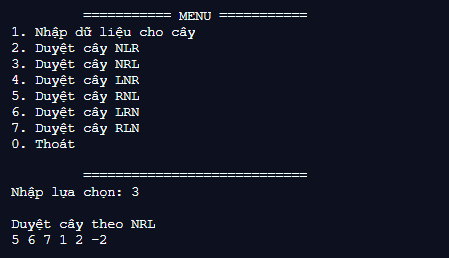 =========== MENU ===========
1. Nhập dữ liệu cho cây
2. Duyệt cây NLR
3. Duyệt cây NRL
4. Duyệt cây LNR
5. Duyệt cây RNL
6. Duyệt cây LRN
7. Duyệt cây RLN
0. Thoát
============================
Nhập lựa chọn: 3
Duyệt cây theo NRL
5 6 7 1 2 -2